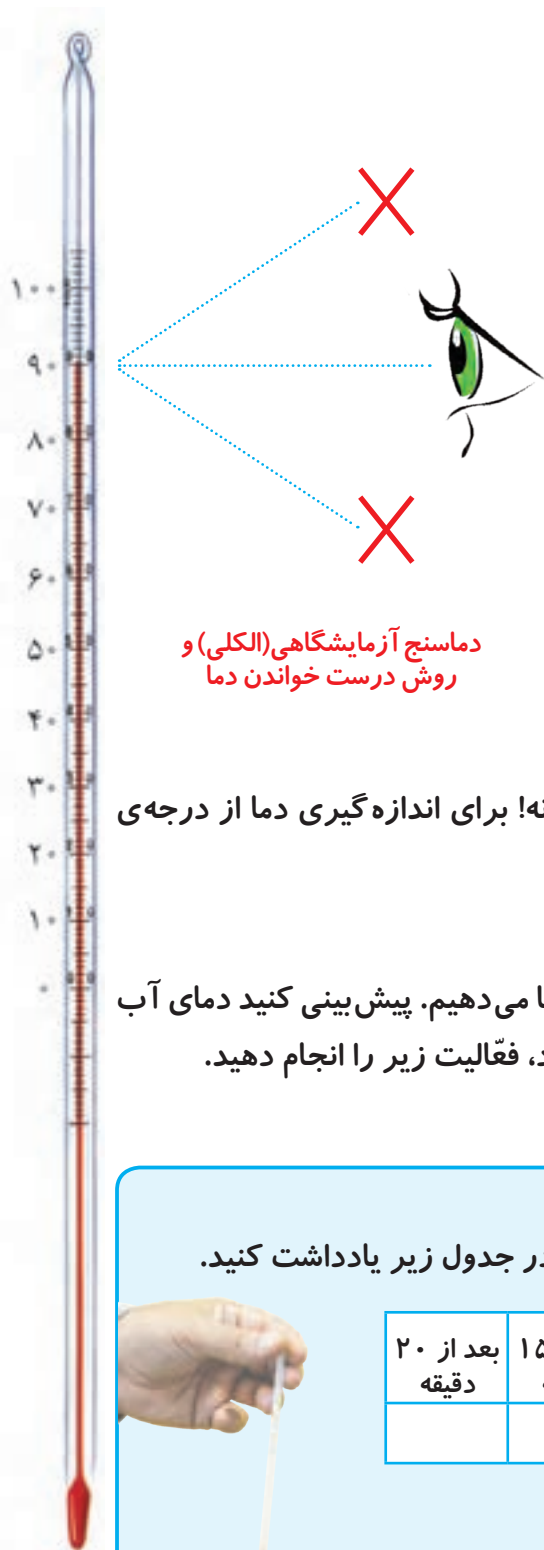 ۱۰۰
۹۰
۸۰
۷۰
۶۰
۵۰
دماسنج آزمایشگاهی(الکلی) و
روش درست خواندن دما
۴۰
۳۰
نه! برای اندازه‌گیری دما از درجه‌ی
۲۰
۱۰
۰
می‌دهیم. پیش‌بینی کنید دمای آب
د، فعّالیت زیر را انجام دهید.
در جدول زیر یادداشت کنید.
۱۵ بعد از ۲۰
دقیقه